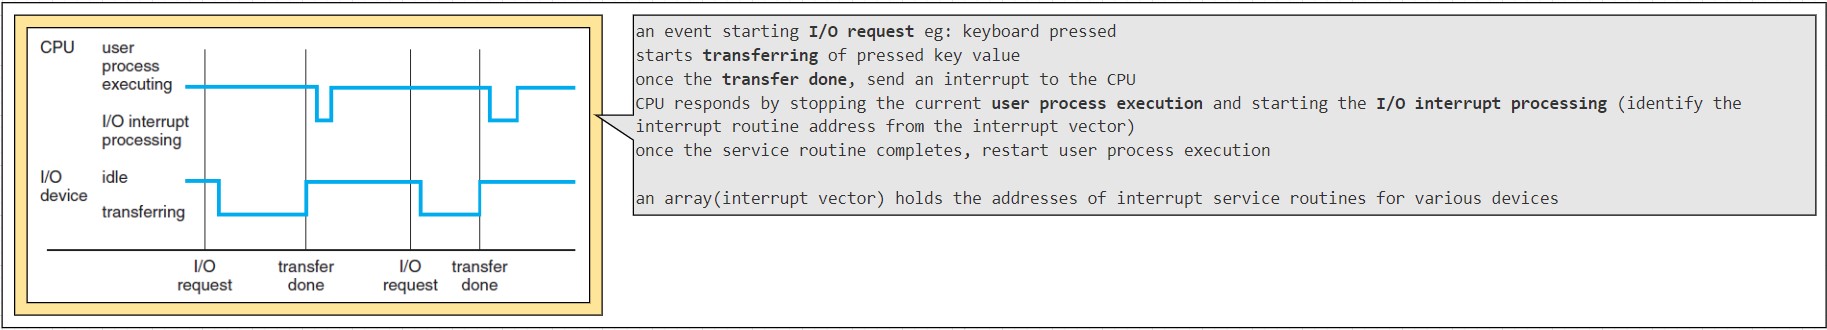 CPU
user
process
executing
I/O interrupt
processing
I/O
device
idle
transferring
I/O
request
transfer
done
I/O
request
transfer
done
an event starting I/O request eg: keyboard pressed
starts transferring of pressed key value
once the transfer done, send an interrupt to the CPU
CPU responds by stopping the current user process execution and starting the I/O interrupt processing (identify the
interrupt routine address from the interrupt vector)
once the service routine completes, restart user process execution
an array(interrupt vector) holds the addresses of interrupt service routines for various devices